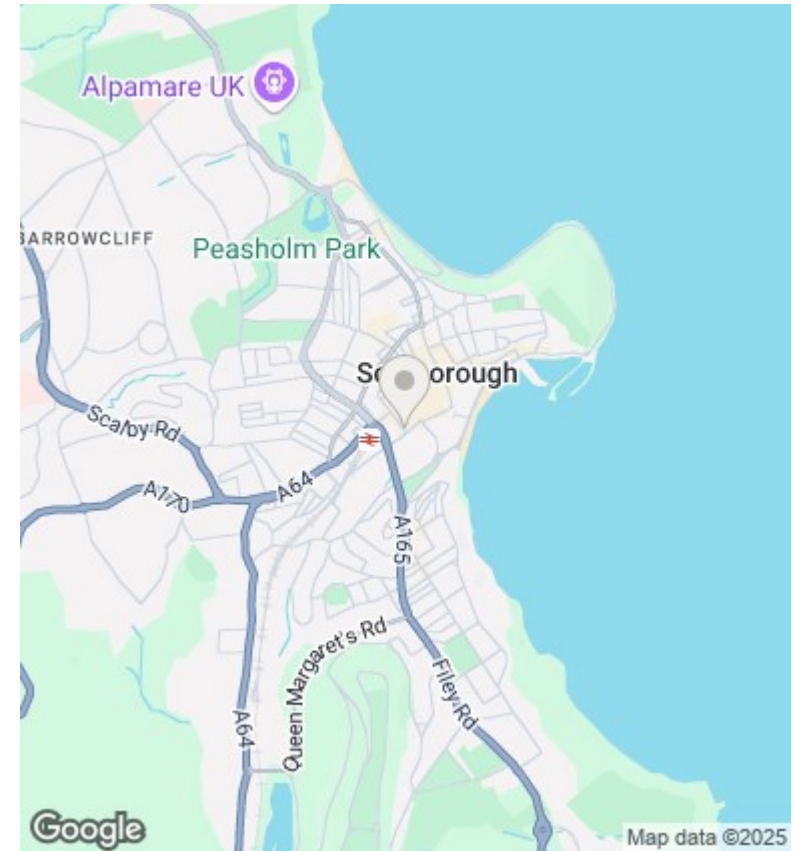 Alpamare UK
BARROWCLIFF
Peasholm Park
Scalby Rd
A170
A64
A165
Queen Margaret's Rd
Filey Rd
A64
Google
Map data ©2025